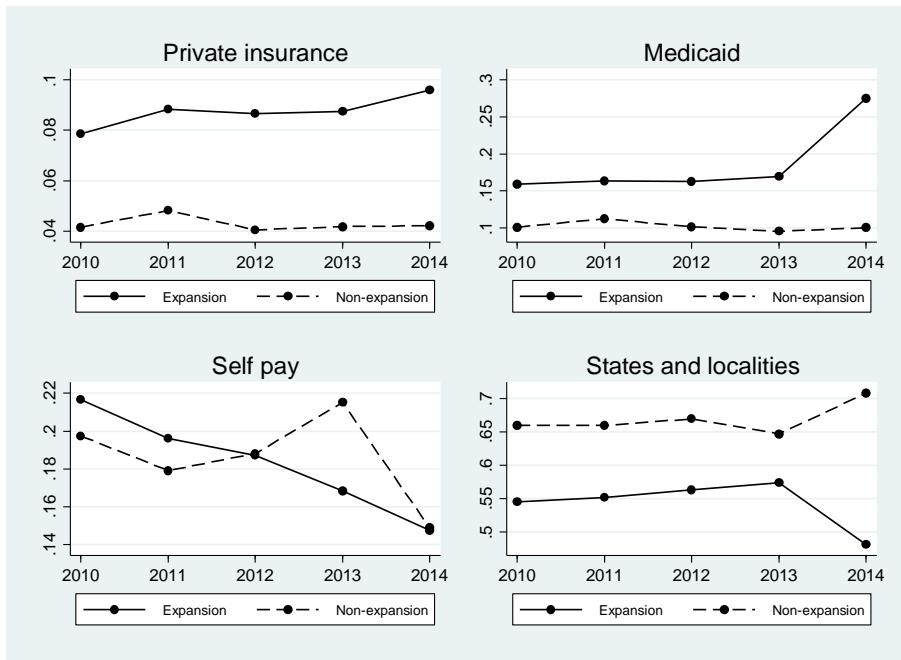 Private insurance
.1
.08
.06
.04
2010 2011 2012 2013 2014
Expansion Non-expansion
Medicaid
.3
.25
.2
.15
.1
2010 2011 2012 2013 2014
Expansion Non-expansion
Self pay
.22
.2
.18
.16
.14
2010 2011 2012 2013 2014
Expansion Non-expansion
States and localities
.7
.65
.6
.55
.5
2010 2011 2012 2013 2014
Expansion Non-expansion